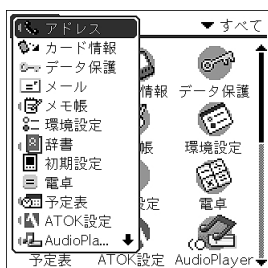 アドレス
▼すべて
カード情報
データ保護
メール
メモ帳
環境設定
辞書
初期設定
電卓
予定表
ATOK設定
AudioPla...
情報 データ保護
帳 環境設定
定 電卓
予定表 ATOK設定 AudioPlayer